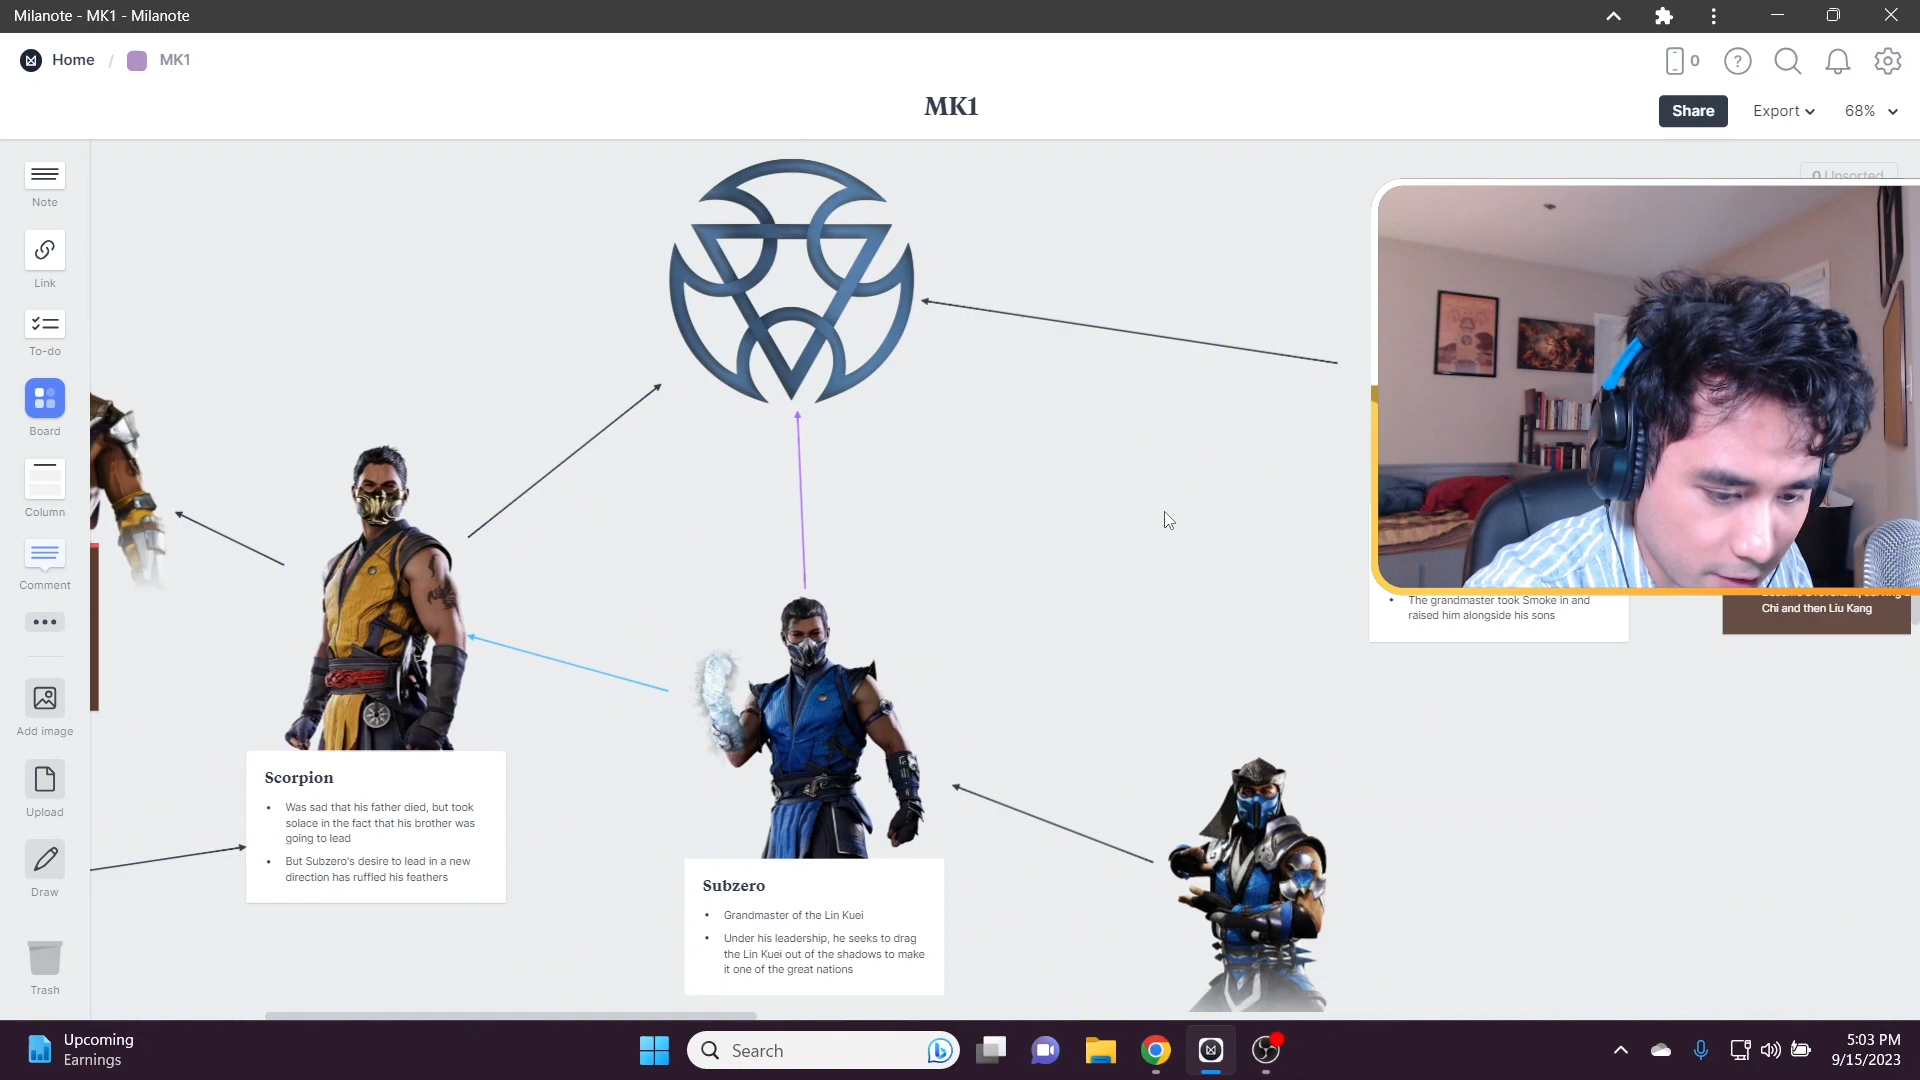 Milanote - MK1 - Milanote
Home / MK1
0
MK1
Share
Export
68%
0 Unsorted
Note
Link
To-do
Board
Column
Comment
Add image
Upload
Draw
Trash
Scorpion
• Was sad that his father died, but took
solace in the fact that his brother was
going to lead
• But Subzero's desire to lead in a new
direction has ruffled his feathers
Subzero
• Grandmaster of the Lin Kuei
• Under his leadership, he seeks to drag
the Lin Kuei out of the shadows to make
it one of the great nations
• The grandmaster took Smoke in and
raised him alongside his sons
Chi and then Liu Kang
Upcoming
Earnings
Search
5:03 PM
9/15/2023